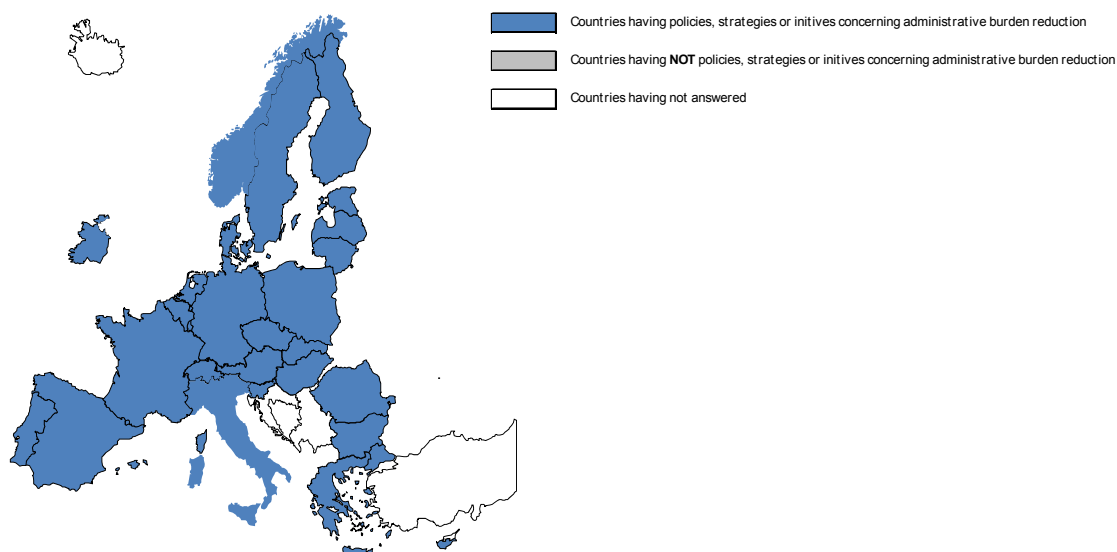 Countries having policies, strategies or initives concerning administrative burden reduction
Countries having NOT policies, strategies or initives concerning administrative burden reduction
Countries having not answered